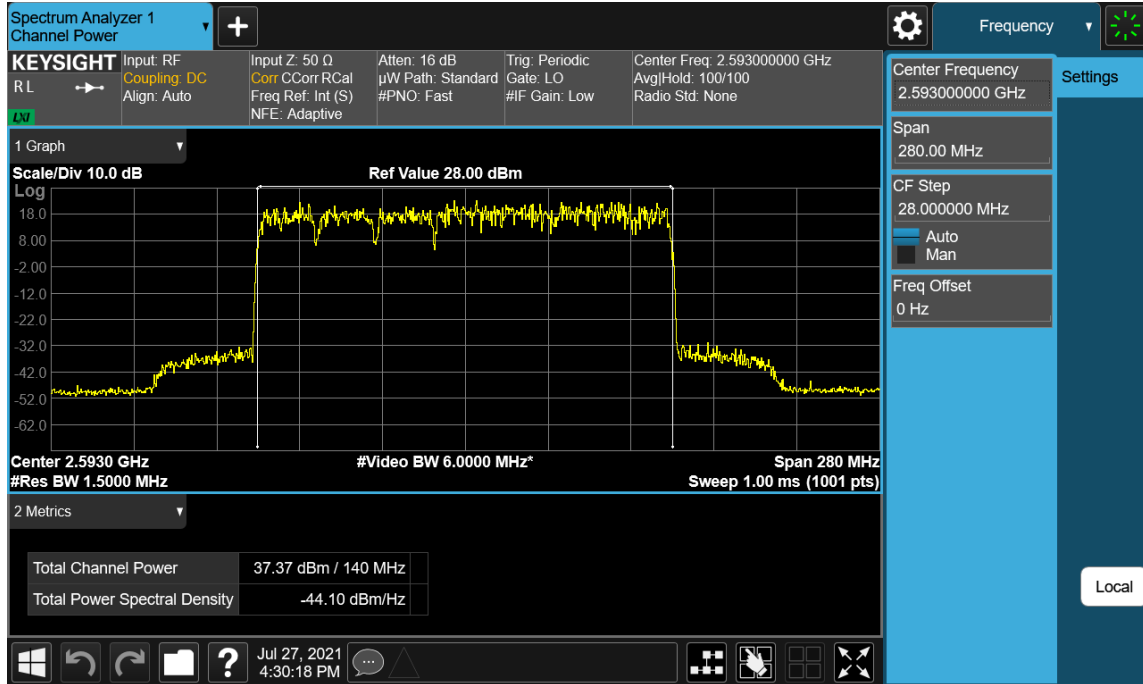 Spectrum Analyzer 1
Channel Power
Frequency
KEYSIGHT
R L
LXI
Input: RF
Coupling: DC
Align: Auto
Input Z: 50 Ω
Corr CCorr RCal
Freq Ref: Int (S)
NFE: Adaptive
Atten: 16 dB
µW Path: Standard
#PNO: Fast
Trig: Periodic
Gate: LO
#IF Gain: Low
Center Freq: 2.593000000 GHz
Avg|Hold: 100/100
Radio Std: None
Center Frequency
2.593000000 GHz
Settings
Span
280.00 MHz
CF Step
28.000000 MHz
Auto
Man
Freq Offset
0 Hz
1 Graph
Scale/Div 10.0 dB
Ref Value 28.00 dBm
Log
18.0
8.00
-2.00
-12.0
-22.0
-32.0
-42.0
-52.0
-62.0
Center 2.5930 GHz
#Video BW 6.0000 MHz*
Span 280 MHz
#Res BW 1.5000 MHz
Sweep 1.00 ms (1001 pts)
2 Metrics
Total Channel Power 37.37 dBm / 140 MHz
Total Power Spectral Density -44.10 dBm/Hz
Local
?
Jul 27, 2021
4:30:18 PM